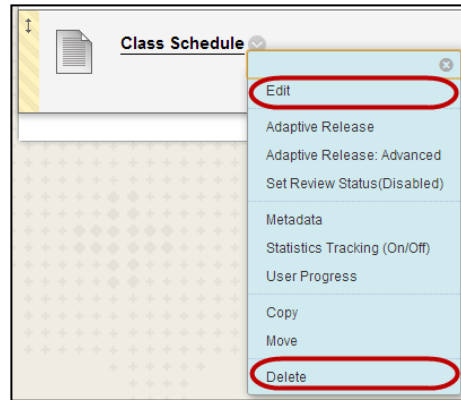 Class Schedule
Edit
Adaptive Release
Adaptive Release: Advanced
Set Review Status(Disabled)
Metadata
Statistics Tracking (On/Off)
User Progress
Copy
Move
Delete